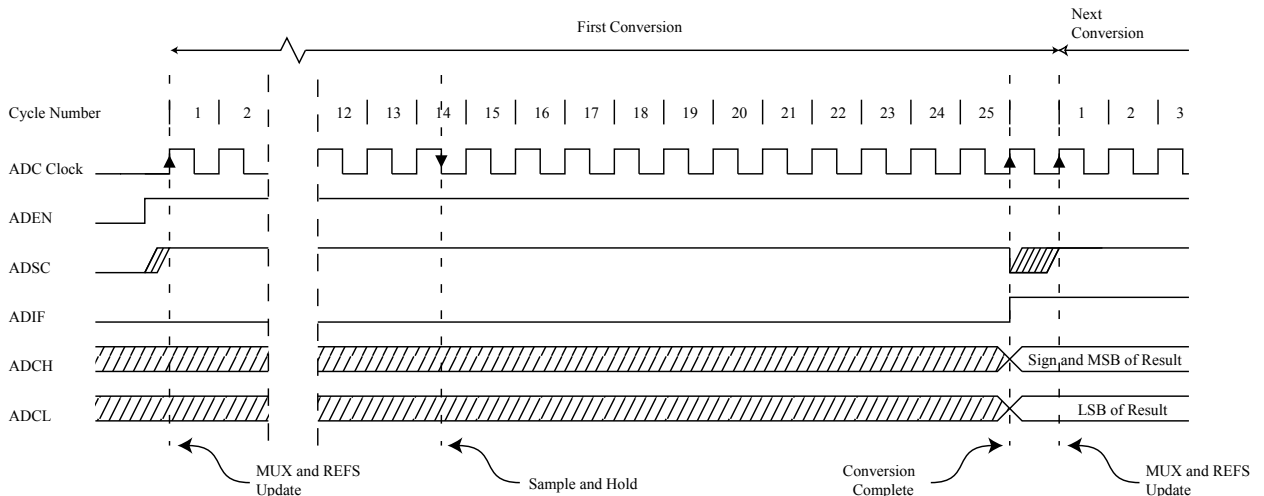 First Conversion
Next
Conversion
Cycle Number 1 2 12 13 14 15 16 17 18 19 20 21 22 23 24 25 1 2 3
ADC Clock
ADEN
ADSC
ADIF
ADCH Sign and MSB of Result
ADCL LSB of Result
MUX and REFS
Update
Sample and Hold
Conversion
Complete
MUX and REFS
Update